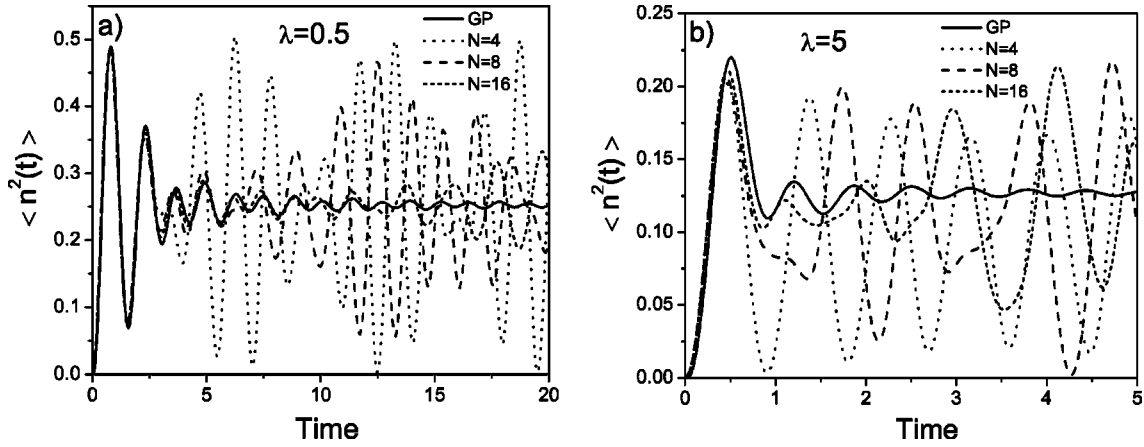 a)
λ=0.5
GP
N=4
N=8
N=16
< n²(t) >
0.5
0.4
0.3
0.2
0.1
0.0
0 5 10 15 20
Time
b)
λ=5
GP
N=4
N=8
N=16
< n²(t) >
0.25
0.20
0.15
0.10
0.05
0.00
0 1 2 3 4 5
Time